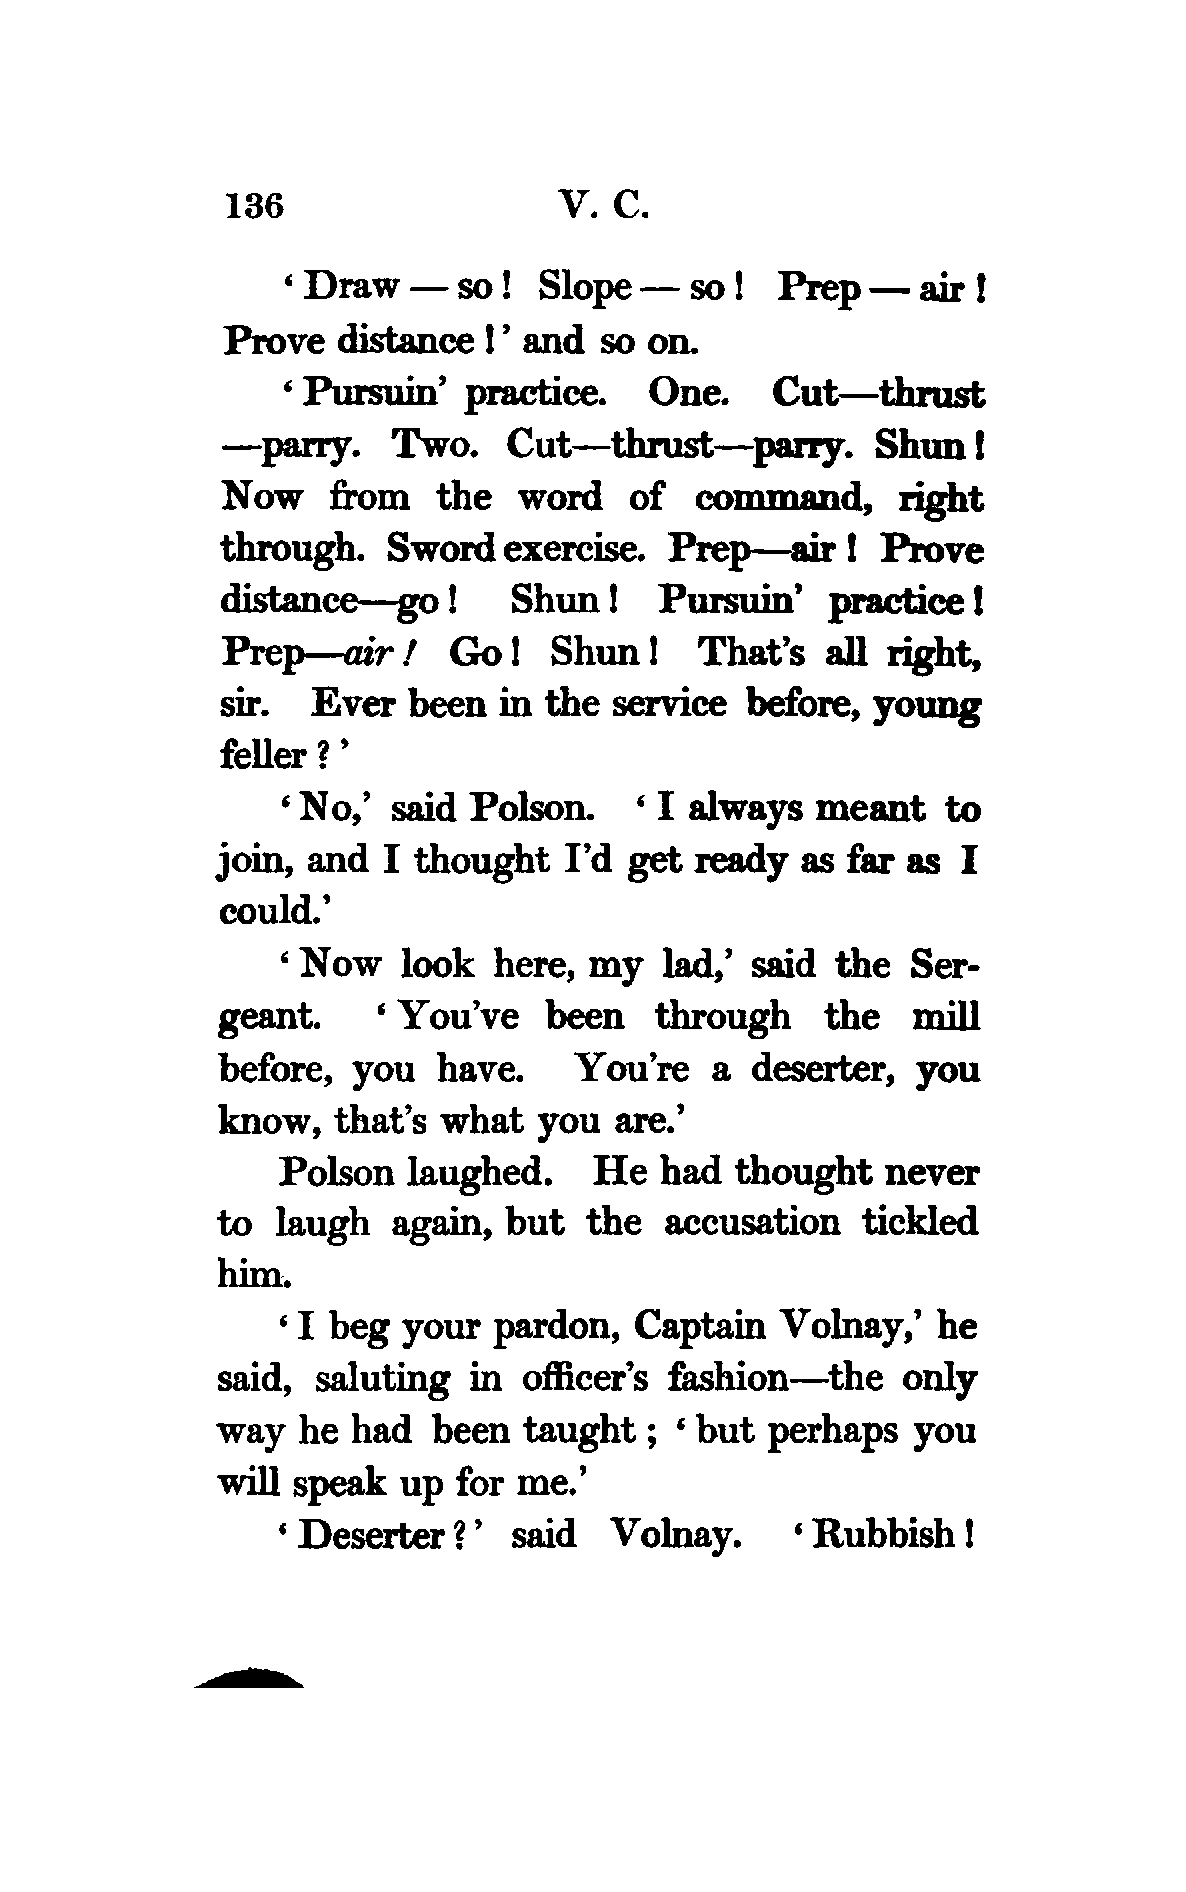 136 V. C.
‘ Draw — so ! Slope — so ! Prep — air !
Prove distance !’ and so on.
‘ Pursuin’ practice. One. Cut—thrust
—parry. Two. Cut—thrust—parry. Shun !
Now from the word of command, right
through. Sword exercise. Prep—air ! Prove
distance—go ! Shun ! Pursuin’ practice !
Prep—air ! Go ! Shun ! That’s all right,
sir. Ever been in the service before, young
feller ? ’
‘ No,’ said Polson. ‘ I always meant to
join, and I thought I’d get ready as far as I
could.’
‘ Now look here, my lad,’ said the Ser-
geant. ‘ You’ve been through the mill
before, you have. You’re a deserter, you
know, that’s what you are.’
Polson laughed. He had thought never
to laugh again, but the accusation tickled
him.
‘ I beg your pardon, Captain Volnay,’ he
said, saluting in officer’s fashion—the only
way he had been taught ; ‘ but perhaps you
will speak up for me.’
‘ Deserter ? ’ said Volnay. ‘ Rubbish !